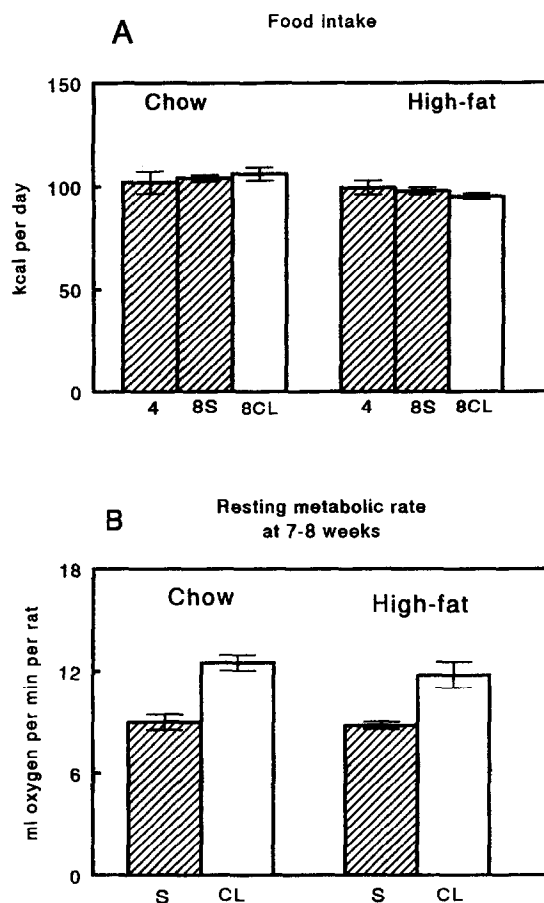 A
Food intake
150
100
50
0
kcal per day
Chow
High-fat
4 8S 8CL
4 8S 8CL
B
Resting metabolic rate
at 7-8 weeks
18
12
6
0
ml oxygen per min per rat
Chow
High-fat
S CL
S CL